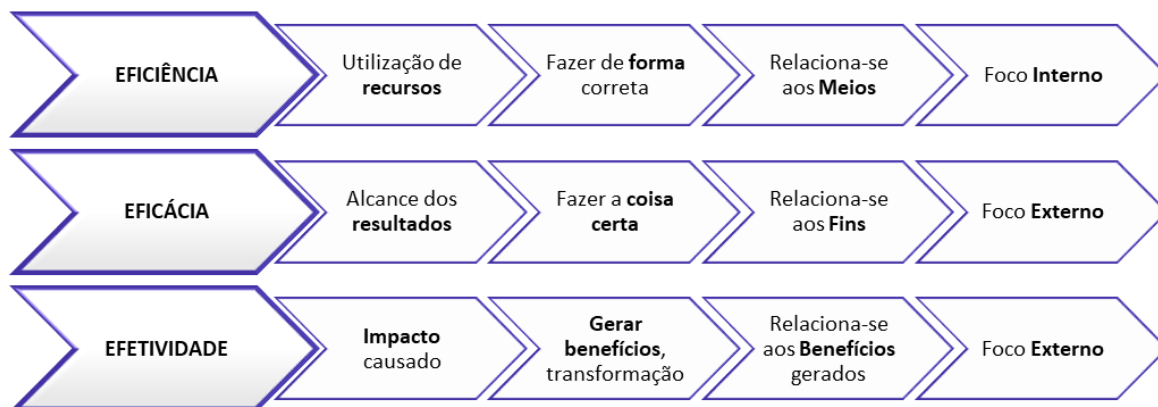 EFICIÊNCIA
Utilização de
recursos
Fazer de forma
correta
Relaciona-se
aos Meios
Foco Interno
EFICÁCIA
Alcance dos
resultados
Fazer a coisa
certa
Relaciona-se
aos Fins
Foco Externo
EFETIVIDADE
Impacto
causado
Gerar
benefícios,
transformação
Relaciona-se
aos Benefícios
gerados
Foco Externo